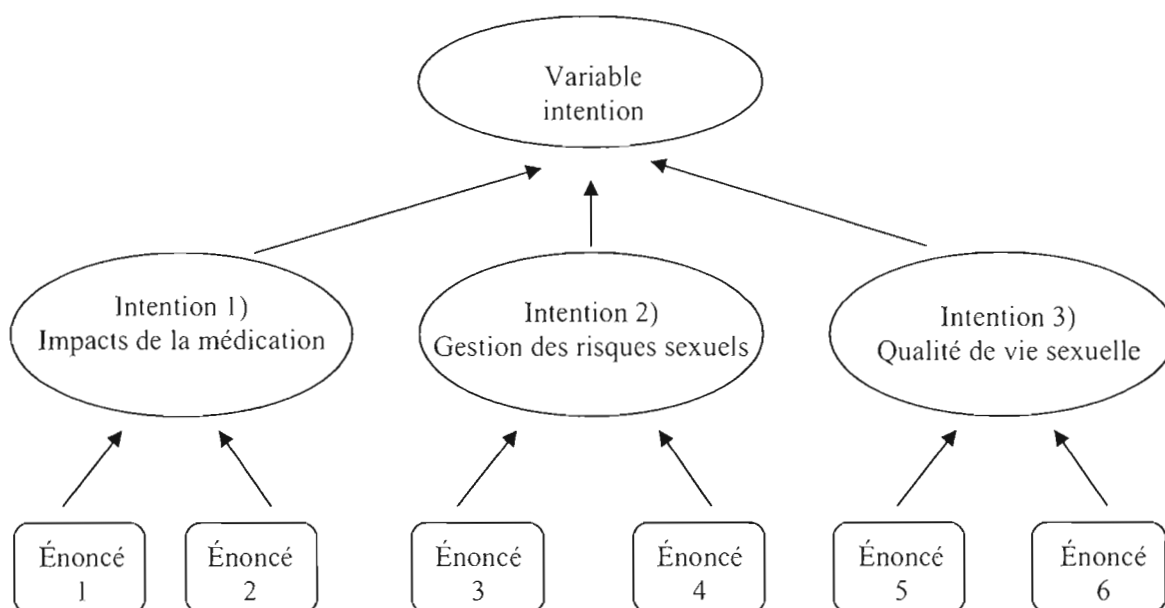 Variable
intention
Intention 1)
Impacts de la médication
Intention 2)
Gestion des risques sexuels
Intention 3)
Qualité de vie sexuelle
Énoncé
1
Énoncé
2
Énoncé
3
Énoncé
4
Énoncé
5
Énoncé
6